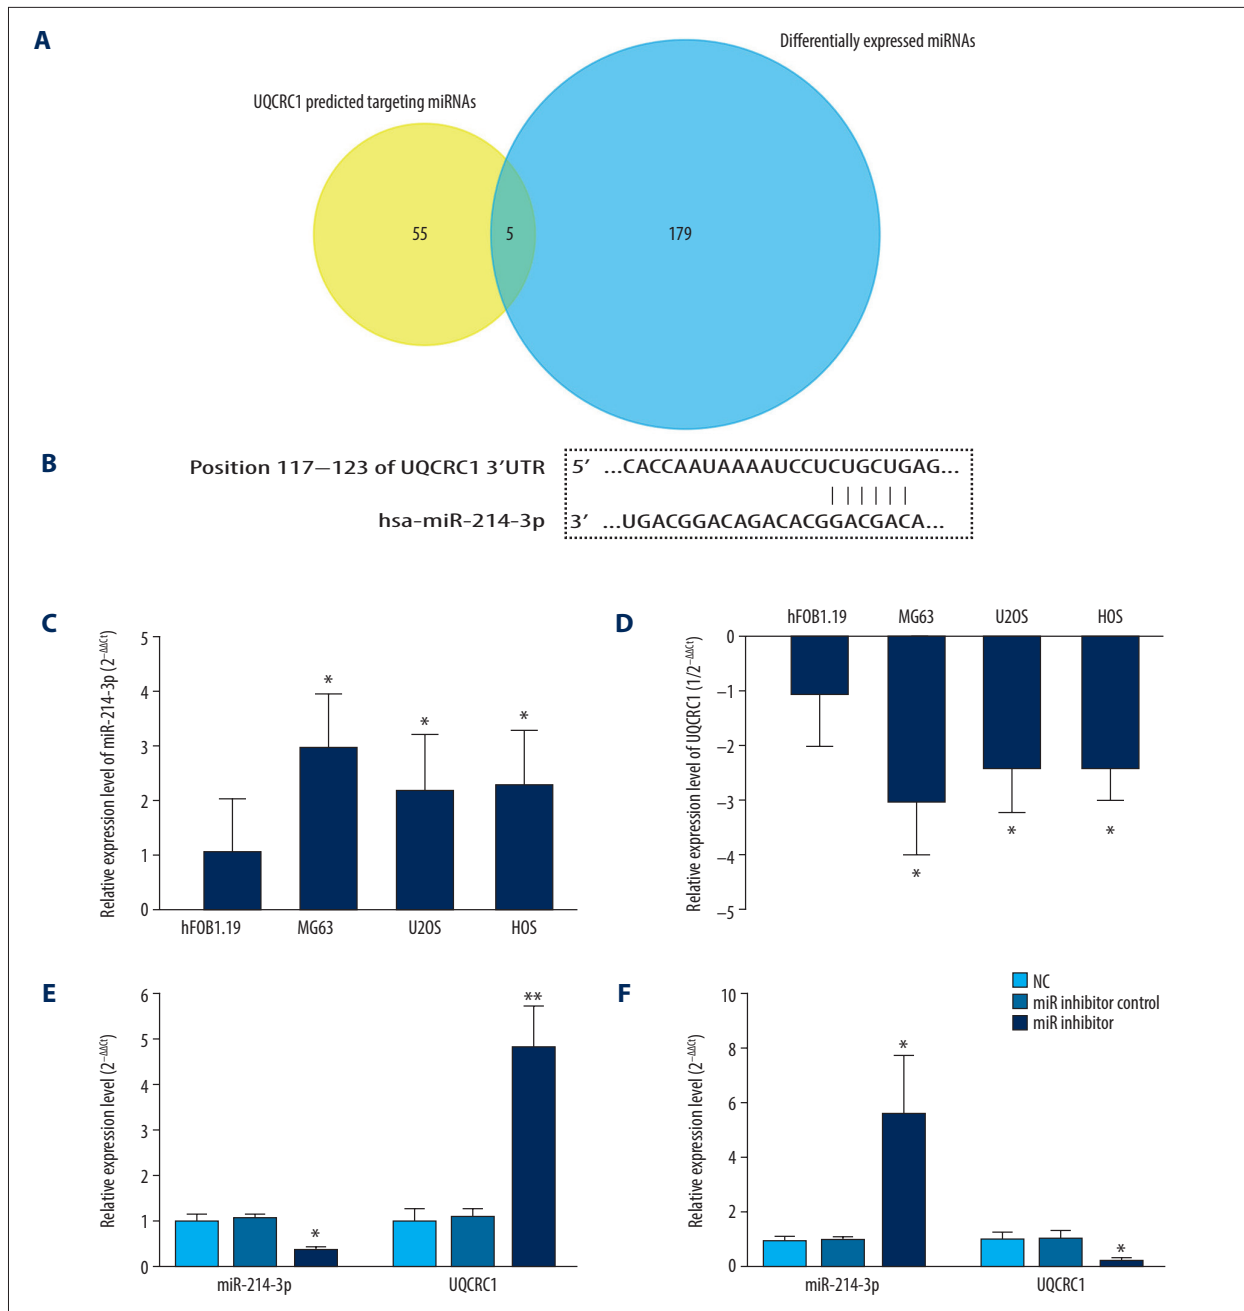 A
Differentially expressed miRNAs
UQCRC1 predicted targeting miRNAs
55
5
179
B
Position 117–123 of UQCRC1 3′UTR 5′ ...CACCAAUAAAAUCCUCUGCUGAG...
hsa-miR-214-3p 3′ ...UGACGGACAGACACGGACGACA...
C
Relative expression level of miR-214-3p (2^−ΔΔCt)
5
4
3
2
1
0
*
*
*
hFOB1.19 MG63 U2OS HOS
D
Relative expression level of UQCRC1 (1/2^−ΔΔCt)
hFOB1.19 MG63 U2OS HOS
0
−1
−2
−3
−4
−5
*
*
*
E
Relative expression level (2^−ΔΔCt)
6
5
4
3
2
1
0
*
**
miR-214-3p UQCRC1
F
Relative expression level (2^−ΔΔCt)
10
8
6
4
2
0
*
*
miR-214-3p UQCRC1
NC
miR inhibitor control
miR inhibitor